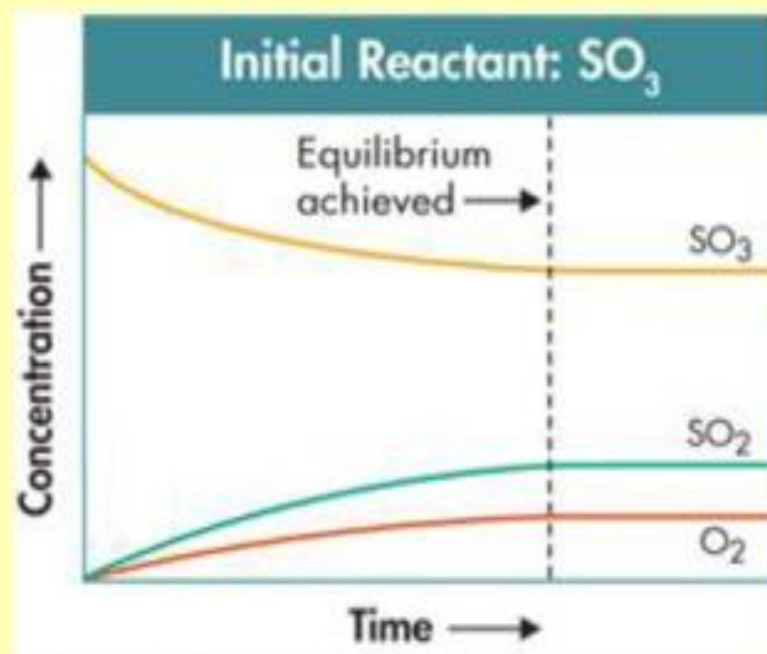 Initial Reactant: SO₃
Equilibrium
achieved
SO₃
SO₂
O₂
Concentration
Time